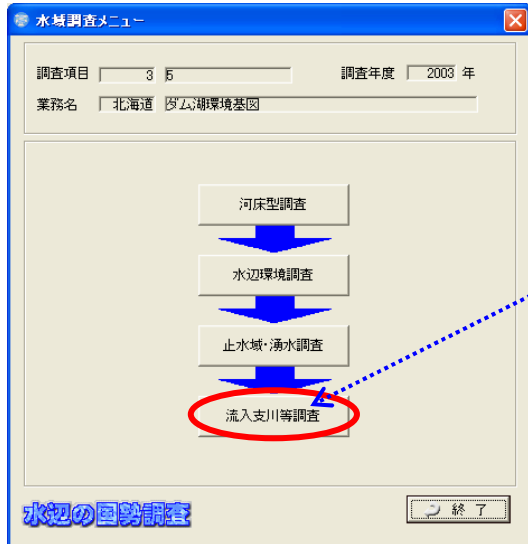 水域調査メニュー
調査項目 3 5 調査年度 2003 年
業務名 北海道 ダム湖環境基図
河床型調査
水辺環境調査
止水域・湧水調査
流入支川等調査
水辺の国勢調査
終 了